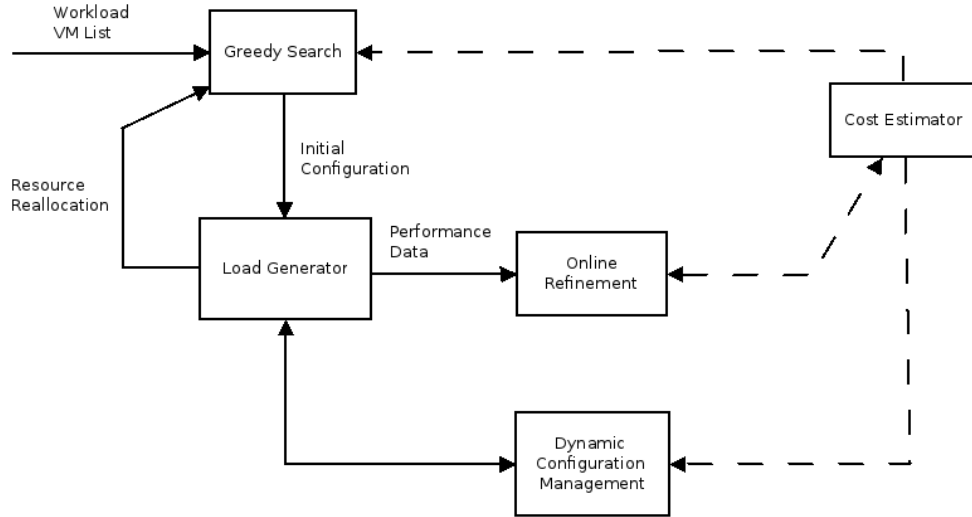 Workload
VM List
Greedy Search
Cost Estimator
Initial
Configuration
Resource
Reallocation
Performance
Data
Load Generator
Online
Refinement
Dynamic
Configuration
Management